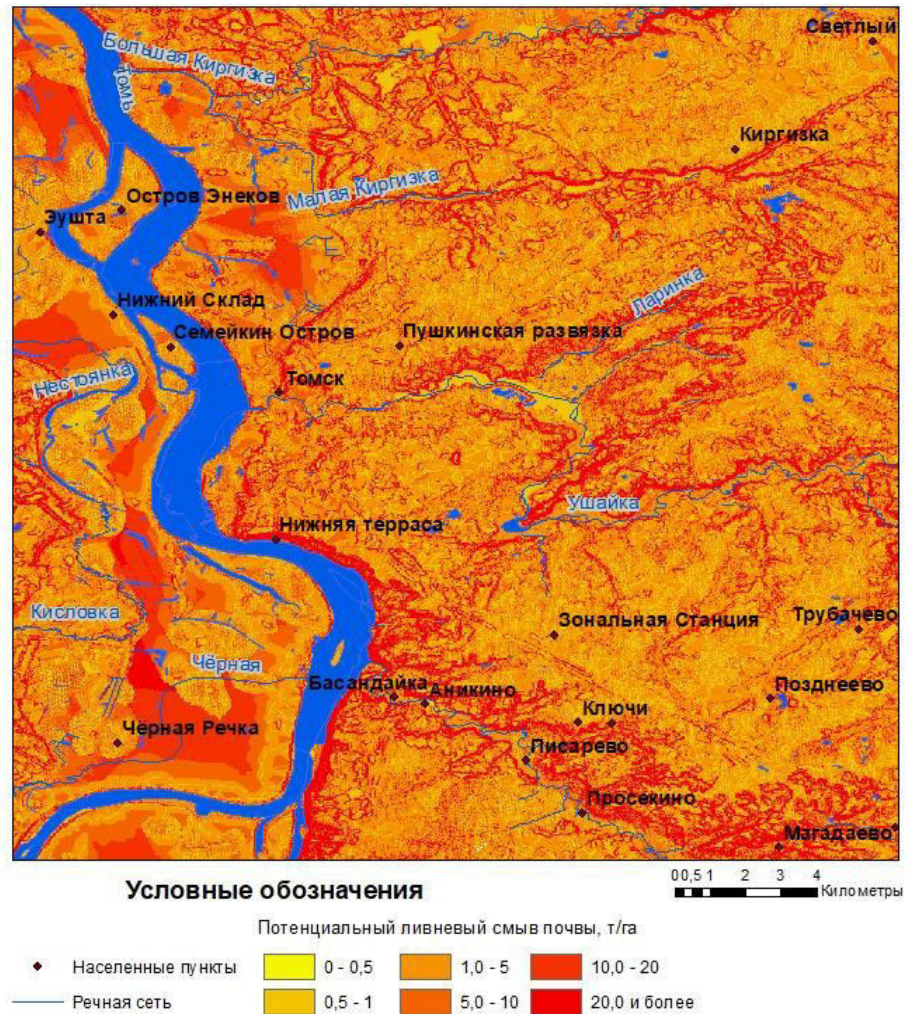 Светлый
Большая Киргизка
Томь
Киргизка
Малая Киргизка
Остров Энеков
Эушта
Ларинка
Нижний Склад
Семейкин Остров
Пушкинская развязка
Нестоянка
Томск
Ушайка
Нижняя терраса
Кисловка
Зональная Станция
Трубачево
Чёрная
Басандайка
Аникино
Позднеево
Ключи
Чёрная Речка
Писарево
Просекино
Магадаево
Условные обозначения
00,5 1 2 3 4
Километры
Потенциальный ливневый смыв почвы, т/га
Населенные пункты
0 - 0,5
1,0 - 5
10,0 - 20
Речная сеть
0,5 - 1
5,0 - 10
20,0 и более